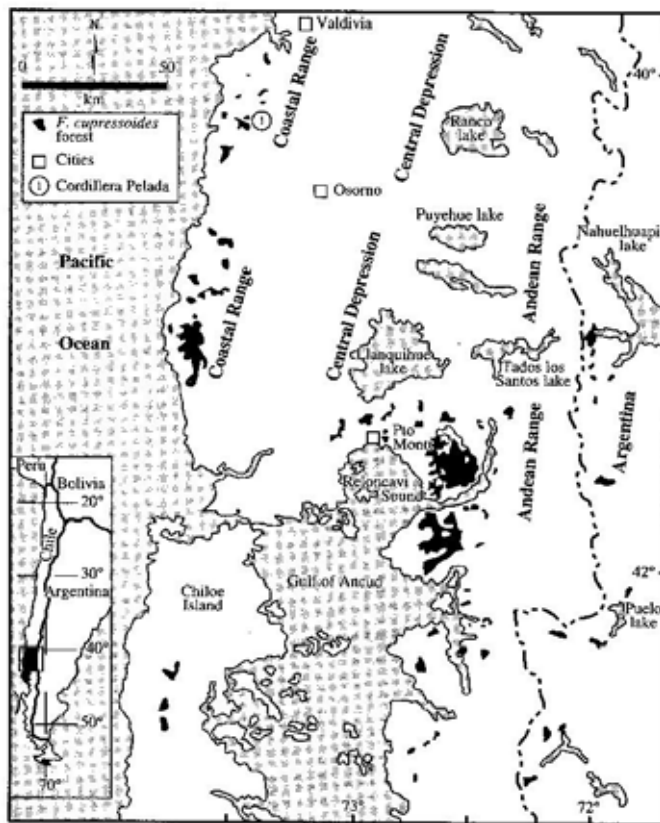 Valdivia
N
0 50
km
F. cupressoides
forest
Cities
1 Cordillera Pelada
Coastal Range
Central Depression
40°
Ranco
lake
Osorno
Puyehue lake
Andean Range
Nahuelhuapi
lake
Pacific
Ocean
Coastal Range
Central Depression
Llanquihue
lake
Tados los
Santos lake
Argentina
Pto
Montt
Reloncavi
Sound
Andean Range
Peru
Bolivia
20°
Chile
30°
Argentina
40°
50°
70°
Chiloe
Island
Gulf of Ancud
42°
Puelo
lake
73
72